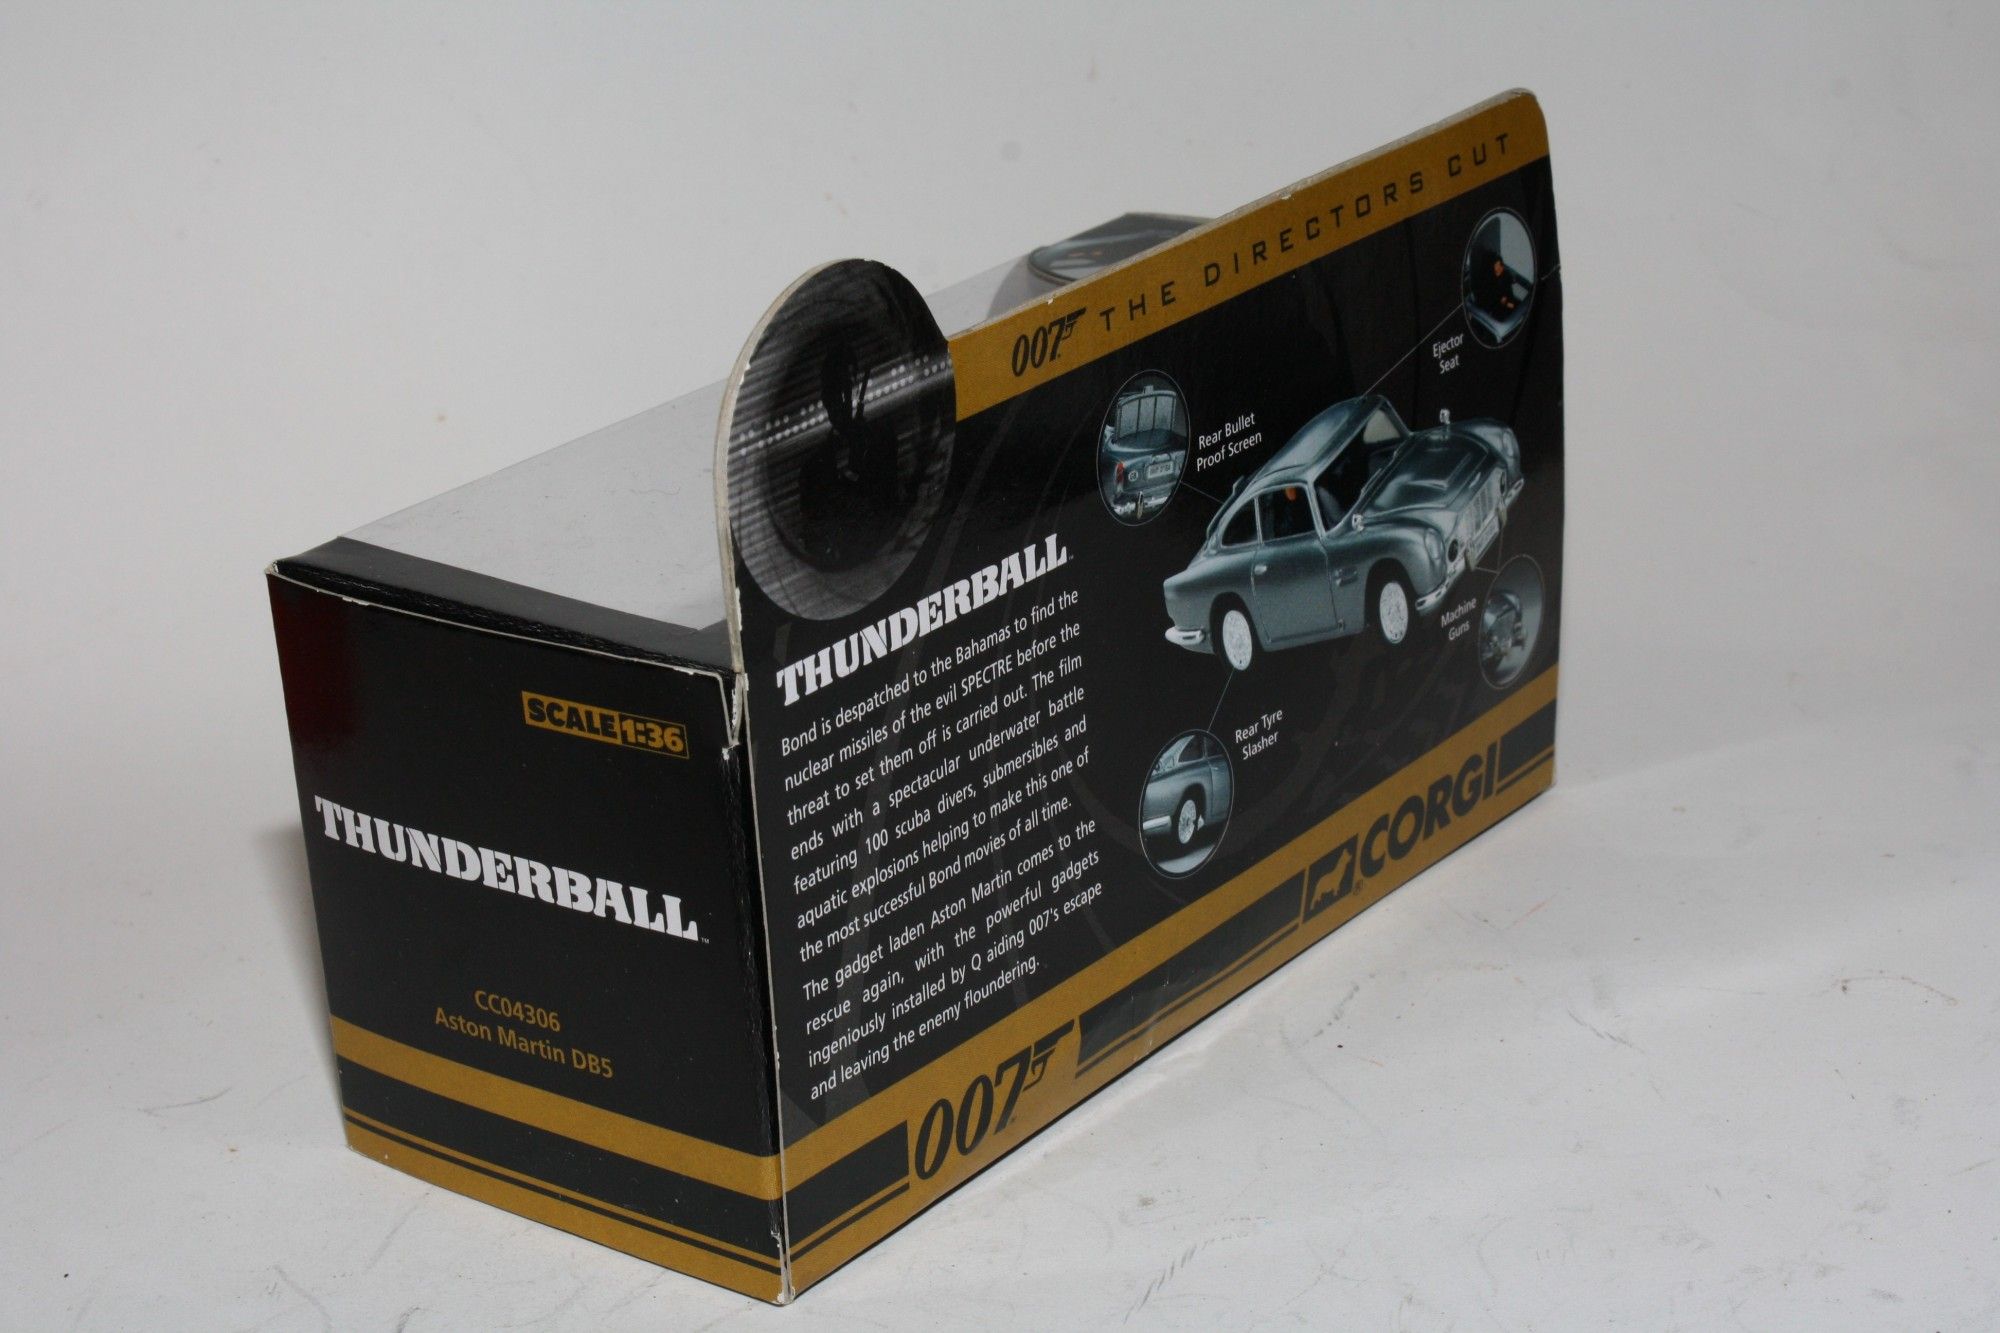 SCALE 1:36
THUNDERBALL™
CC04306
Aston Martin DB5
007 THE DIRECTORS CUT
THUNDERBALL™
Bond is despatched to the Bahamas to find the
nuclear missiles of the evil SPECTRE before the
threat to set them off is carried out. The film
ends with a spectacular underwater battle
featuring 100 scuba divers, submersibles and
aquatic explosions helping to make this one of
the most successful Bond movies of all time.
The gadget laden Aston Martin comes to the
rescue again, with the powerful gadgets
ingeniously installed by Q aiding 007's escape
and leaving the enemy floundering.
Rear Bullet
Proof Screen
Ejector
Seat
Machine
Guns
Rear Tyre
Slasher
007
® CORGI